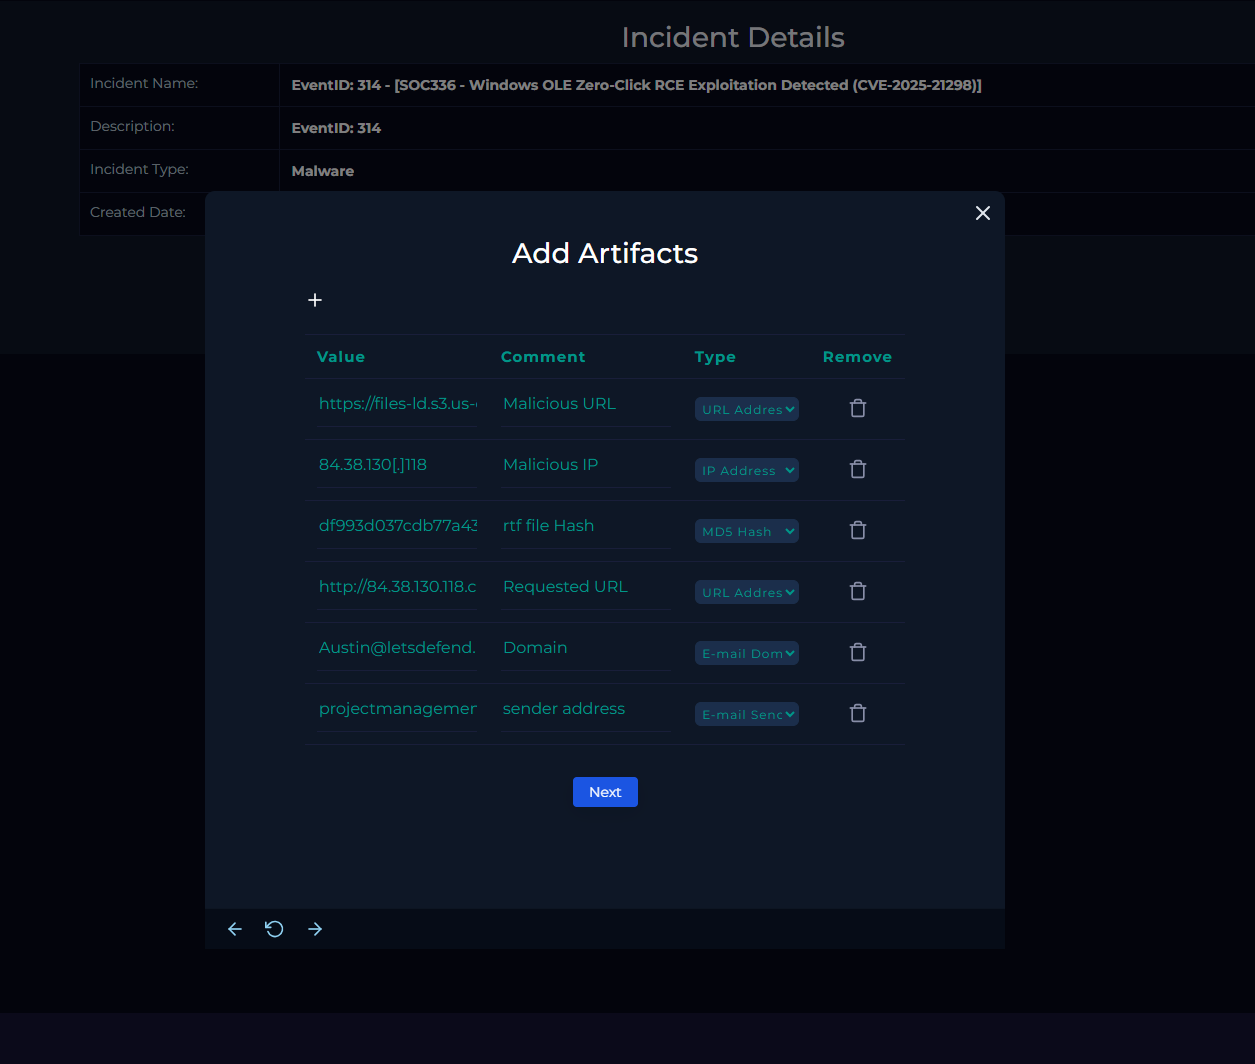 Incident Details
Incident Name: EventID: 314 - [SOC336 - Windows OLE Zero-Click RCE Exploitation Detected (CVE-2025-21298)]
Description: EventID: 314
Incident Type: Malware
Created Date:
Add Artifacts
Value Comment Type Remove
https://files-ld.s3.us- Malicious URL URL Addres
84.38.130[.]118 Malicious IP IP Address
df993d037cdb77a43 rtf file Hash MD5 Hash
http://84.38.130.118.c Requested URL URL Addres
Austin@letsdefend. Domain E-mail Dom
projectmanagemen sender address E-mail Senc
Next